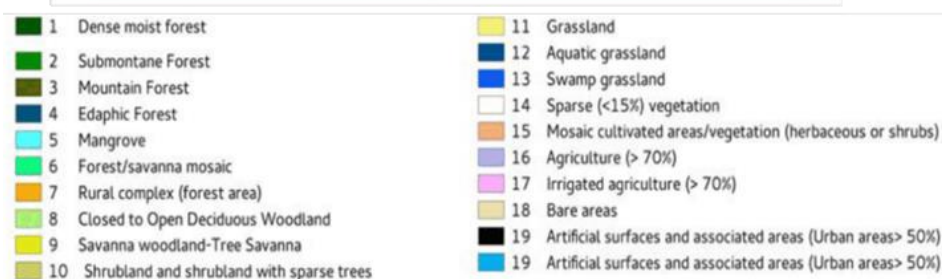 1 Dense moist forest
2 Submontane Forest
3 Mountain Forest
4 Edaphic Forest
5 Mangrove
6 Forest/savanna mosaic
7 Rural complex (forest area)
8 Closed to Open Deciduous Woodland
9 Savanna woodland-Tree Savanna
10 Shrubland and shrubland with sparse trees
11 Grassland
12 Aquatic grassland
13 Swamp grassland
14 Sparse (<15%) vegetation
15 Mosaic cultivated areas/vegetation (herbaceous or shrubs)
16 Agriculture (> 70%)
17 Irrigated agriculture (> 70%)
18 Bare areas
19 Artificial surfaces and associated areas (Urban areas> 50%)
19 Artificial surfaces and associated areas (Urban areas> 50%)